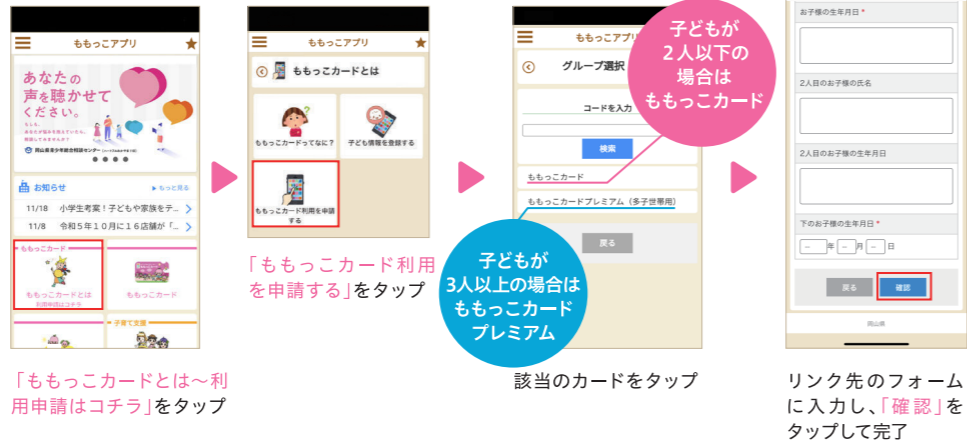 ももっこアプリ
あなたの
声を聴かせて
ください。
岡山県青少年総合相談センター
お知らせ
もっと見る
11/18 小学生考案！子どもや家族をテ...
11/8 令和５年１０月に１６店舗が「...
ももっこカード
ももっこカードとは
利用申請はコチラ
ももっこカード
子育て支援
「ももっこカードとは～利
用申請はコチラ」をタップ
ももっこアプリ
ももっこカードとは
ももっこカードってなに？
子ども情報を登録する
ももっこカード利用を申請
する
「ももっこカード利用
を申請する」をタップ
ももっこアプリ
グループ選択
コードを入力
検索
ももっこカード
ももっこカードプレミアム（多子世帯用）
戻る
子どもが
2人以下の
場合は
ももっこカード
子どもが
3人以上の場合は
ももっこカード
プレミアム
該当のカードをタップ
お子様の生年月日 *
2人目のお子様の氏名
2人目のお子様の生年月日
下のお子様の生年月日 *
-- 年 -- 月 -- 日
戻る 確認
岡山県
リンク先のフォーム
に入力し、「確認」を
タップして完了